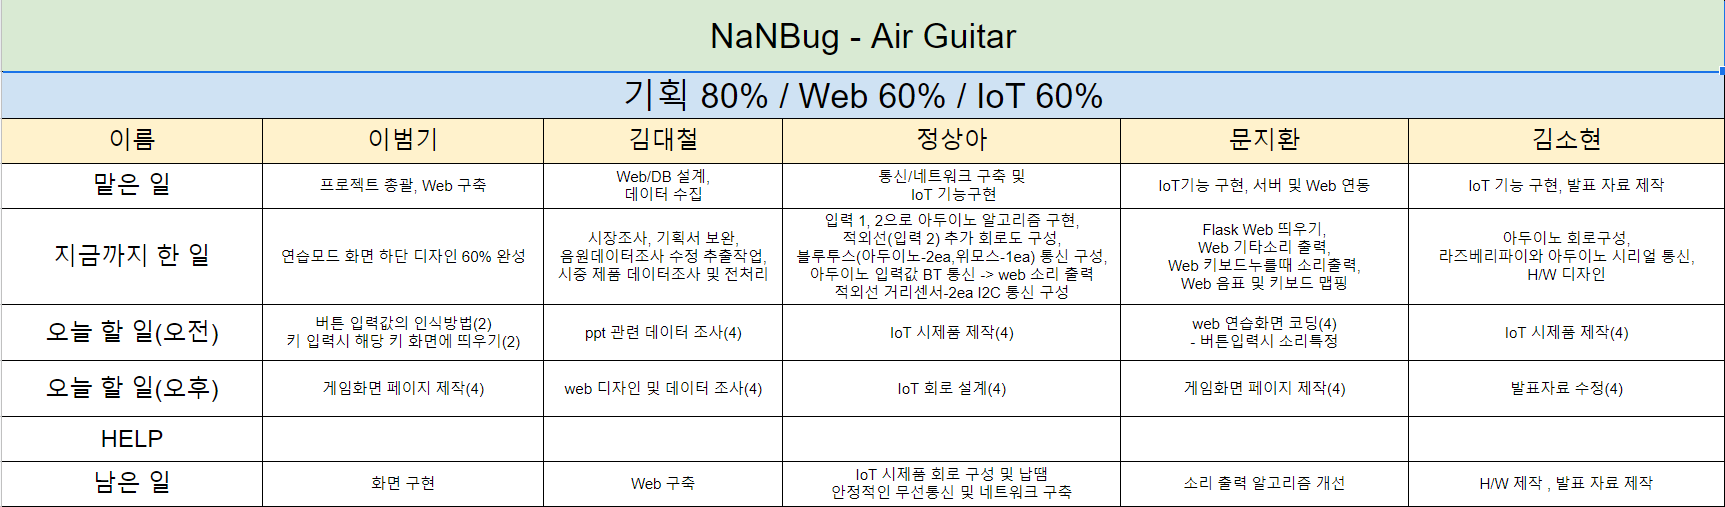 NaNBug - Air Guitar
기획 80% / Web 60% / IoT 60%
이름
이범기
김대철
정상아
문지환
김소현
맡은 일
프로젝트 총괄, Web 구축
Web/DB 설계,
데이터 수집
통신/네트워크 구축 및
IoT 기능구현
IoT기능 구현, 서버 및 Web 연동
IoT 기능 구현, 발표 자료 제작
지금까지 한 일
연습모드 화면 하단 디자인 60% 완성
시장조사, 기획서 보완,
음원데이터조사 수정 추출작업,
시중 제품 데이터조사 및 전처리
입력 1, 2으로 아두이노 알고리즘 구현,
적외선(입력 2) 추가 회로도 구성,
블루투스(아두이노-2ea,위모스-1ea) 통신 구성,
아두이노 입력값 BT 통신 -> web 소리 출력
적외선 거리센서-2ea I2C 통신 구성
Flask Web 띄우기,
Web 기타소리 출력,
Web 키보드누를때 소리출력,
Web 음표 및 키보드 맵핑
아두이노 회로구성,
라즈베리파이와 아두이노 시리얼 통신,
H/W 디자인
오늘 할 일(오전)
버튼 입력값의 인식방법(2)
키 입력시 해당 키 화면에 띄우기(2)
ppt 관련 데이터 조사(4)
IoT 시제품 제작(4)
web 연습화면 코딩(4)
- 버튼입력시 소리특정
IoT 시제품 제작(4)
오늘 할 일(오후)
게임화면 페이지 제작(4)
web 디자인 및 데이터 조사(4)
IoT 회로 설계(4)
게임화면 페이지 제작(4)
발표자료 수정(4)
HELP
남은 일
화면 구현
Web 구축
IoT 시제품 회로 구성 및 납땜
안정적인 무선통신 및 네트워크 구축
소리 출력 알고리즘 개선
H/W 제작 , 발표 자료 제작